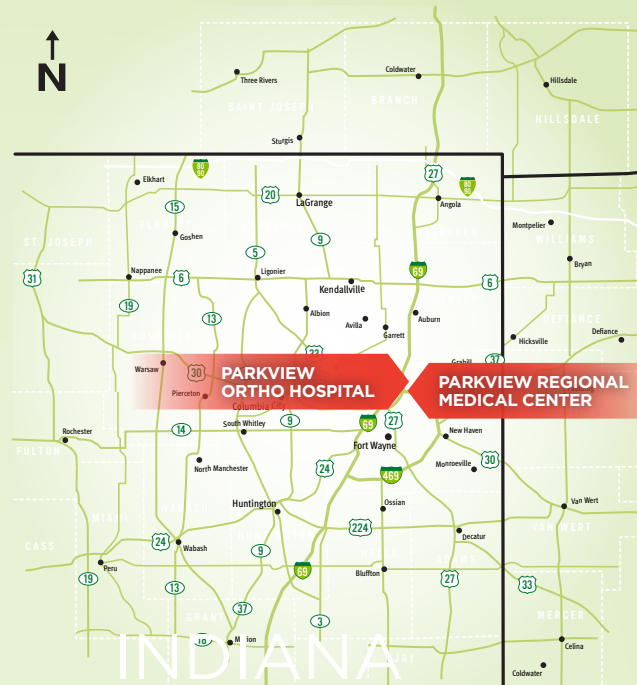 Coldwater
Three Rivers
Hillsdale
SAINT JOSEPH
BRANCH
HILLSDALE
N
Sturgis
80
90
27
80
90
Elkhart
20
LaGrange
Angola
15
Goshen
5
9
Montpelier
ST. JOSEPH
WILLIAMS
Bryan
31
Nappanee
6
Ligonier
69
6
Kendallville
19
13
Albion
Avilla
Auburn
Garrett
DEFIANCE
Defiance
Hicksville
37
Warsaw
30
Pierceton
PARKVIEW
ORTHO HOSPITAL
PARKVIEW REGIONAL
MEDICAL CENTER
Columbia City
Rochester
14
South Whitley
9
69
27
New Haven
Fort Wayne
FULTON
North Manchester
24
469
Monroeville
30
Huntington
Ossian
Van Wert
MIAMI
WABASH
224
VAN WERT
CASS
24
Wabash
9
Decatur
Peru
69
Bluffton
ADAMS
19
13
27
33
37
GRANT
3
MERCER
INDIANA
JAY
Celina
Coldwater